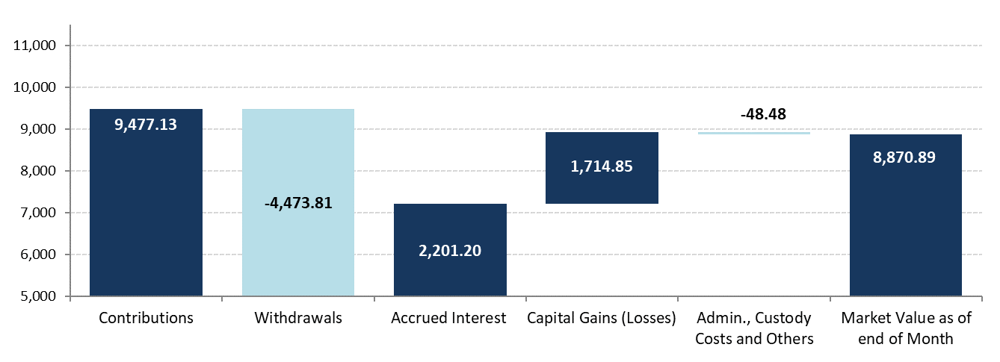 11,000
10,000
9,000
8,000
7,000
6,000
5,000
9,477.13
-4,473.81
2,201.20
1,714.85
-48.48
8,870.89
Contributions
Withdrawals
Accrued Interest
Capital Gains (Losses)
Admin., Custody
Costs and Others
Market Value as of
end of Month